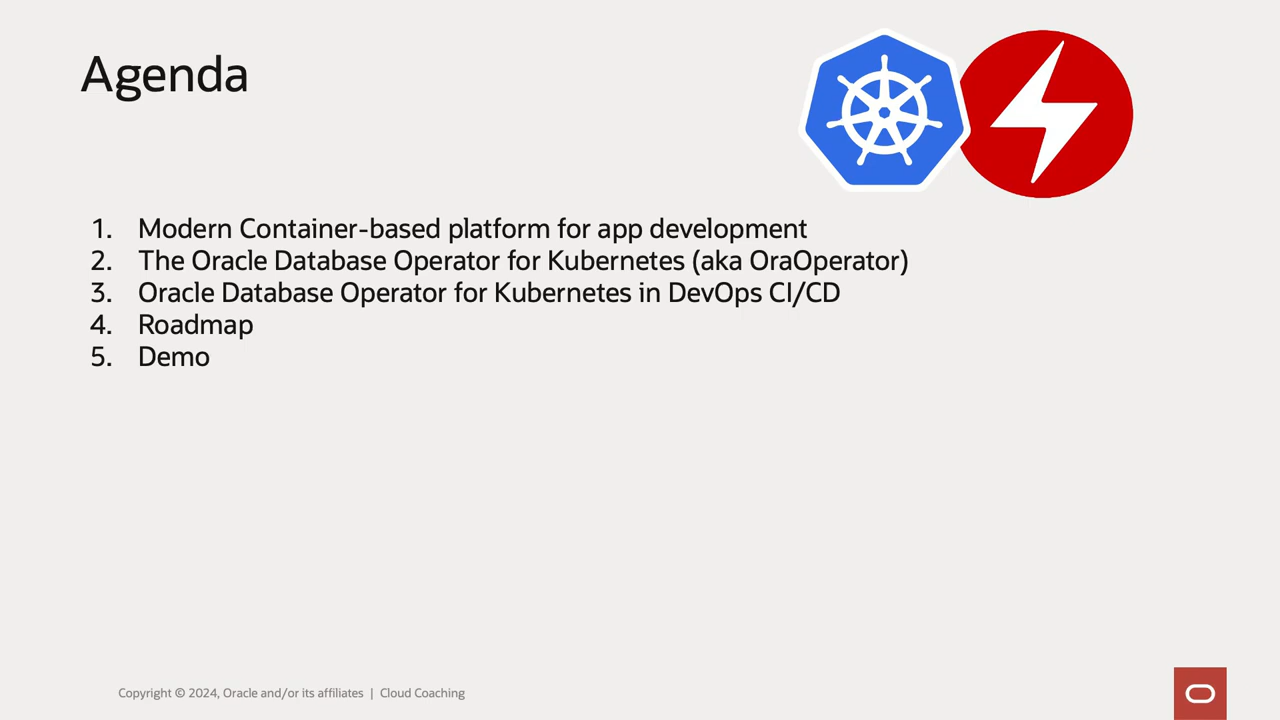 Agenda
1. Modern Container-based platform for app development
2. The Oracle Database Operator for Kubernetes (aka OraOperator)
3. Oracle Database Operator for Kubernetes in DevOps CI/CD
4. Roadmap
5. Demo
Copyright © 2024, Oracle and/or its affiliates | Cloud Coaching